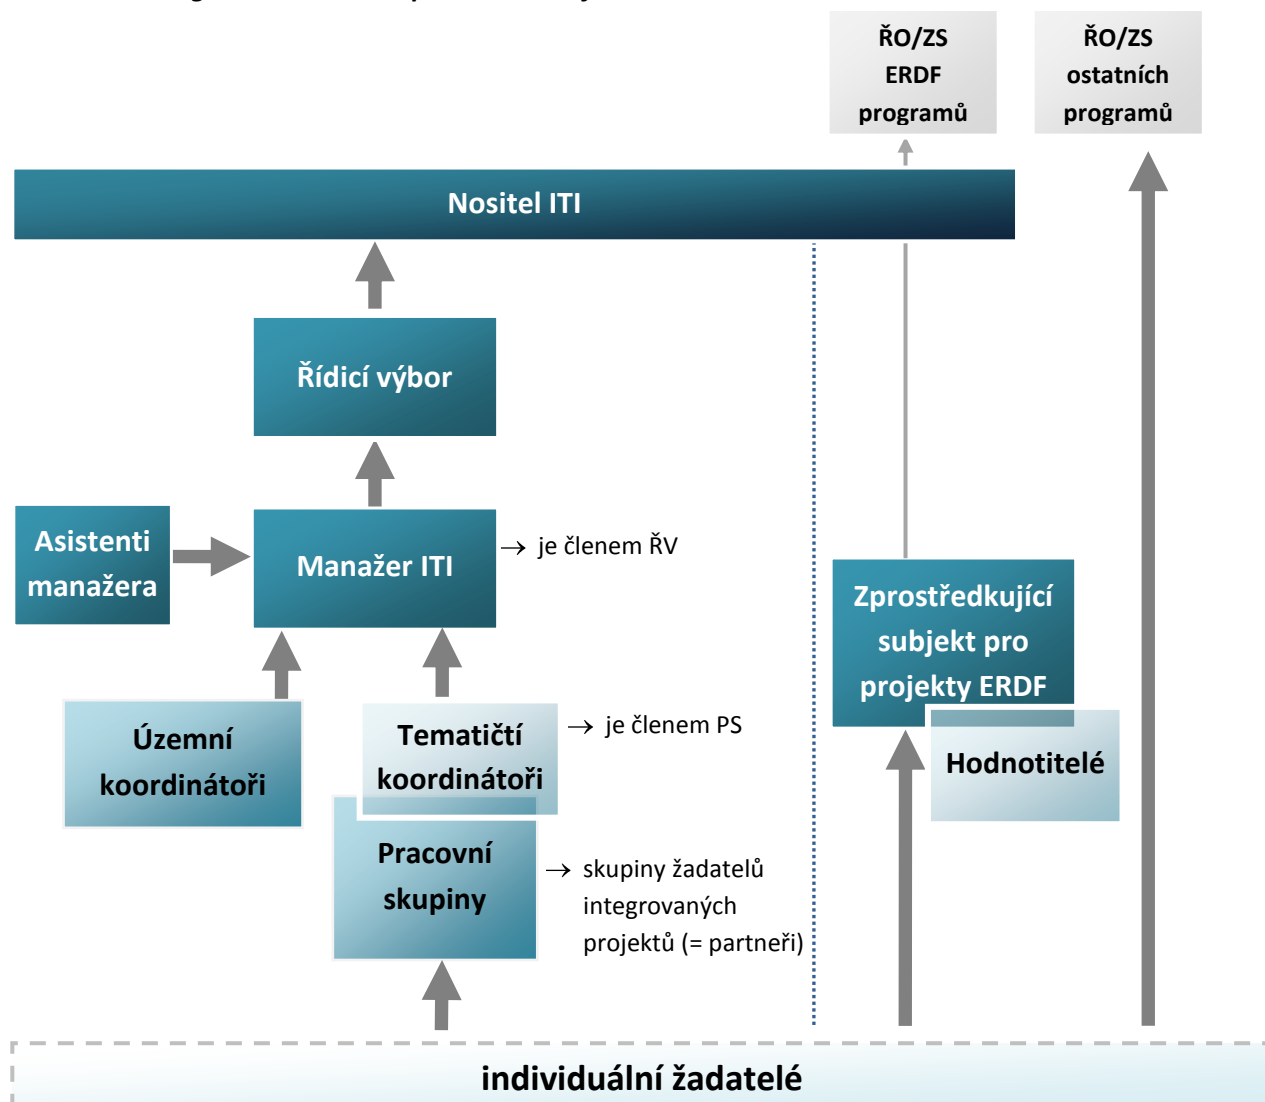 ŘO/ZS
ERDF
programů
ŘO/ZS
ostatních
programů
Nositel ITI
Řídicí výbor
Asistenti
manažera
Manažer ITI
→ je členem ŘV
Zprostředkující
subjekt pro
projekty ERDF
Územní
koordinátoři
Tematičtí
koordinátoři
→ je členem PS
Hodnotitelé
Pracovní
skupiny
→ skupiny žadatelů
integrovaných
projektů (= partneři)
individuální žadatelé